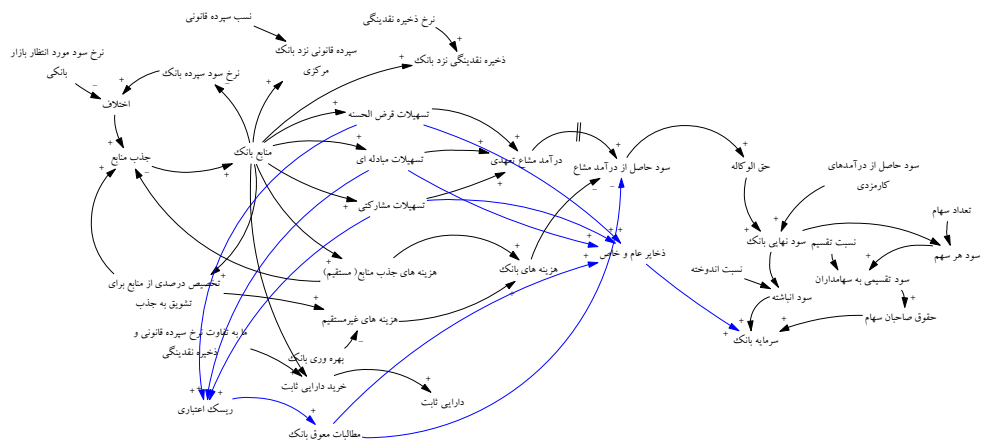 نسب سپرده قانونی
نرخ ذخیره نقدینگی
نرخ سود مورد انتظار بازار
بانکی
سپرده قانونی نزد بانک
مرکزی
ذخیره نقدینگی نزد بانک
نرخ سود سپرده بانک
اختلاف
تسهیلات قرض الحسنه
جذب منابع
منابع بانک
تسهیلات مبادله ای
درآمد مشاع تعهدی
سود حاصل از درآمد مشاع
حق الوکاله
سود حاصل از درآمدهای
کارمزدی
تسهیلات مشارکتی
تعداد سهام
سود نهایی بانک
نسبت تقسیم
سود هر سهم
ذخایر عام و خاص
هزینه های جذب منابع( مستقیم)
هزینه های بانک
نسبت اندوخته
سود تقسیمی به سهامداران
تخصیص درصدی از منابع برای
تشویق به جذب
سود انباشته
حقوق صاحبان سهام
هزینه های غیرمستقیم
ما به تفاوت نرخ سپرده قانونی و
ذخیره نقدینگی
سرمایه بانک
بهره وری بانک
خرید دارایی ثابت
دارایی ثابت
ریسک اعتباری
مطالبات معوق بانک